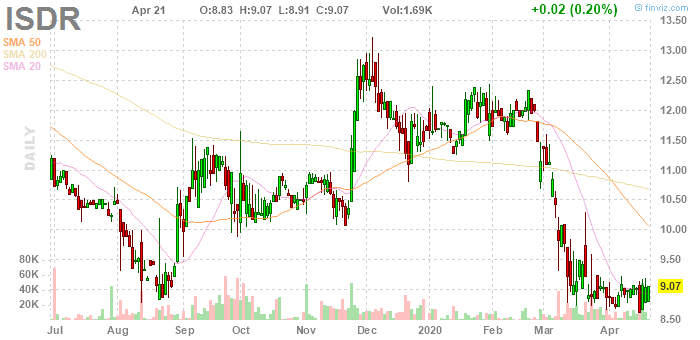 ISDR Apr 21 O:8.83 H:9.07 L:8.91 C:9.07 Vol:1.69K +0.02 (0.20%) © finviz.com
SMA 50
SMA 200
SMA 20
DAILY
13.00
12.50
12.00
11.50
11.00
10.50
10.00
9.50
9.07
8.50
80K
60K
40K
20K
Jul Aug Sep Oct Nov Dec 2020 Feb Mar Apr